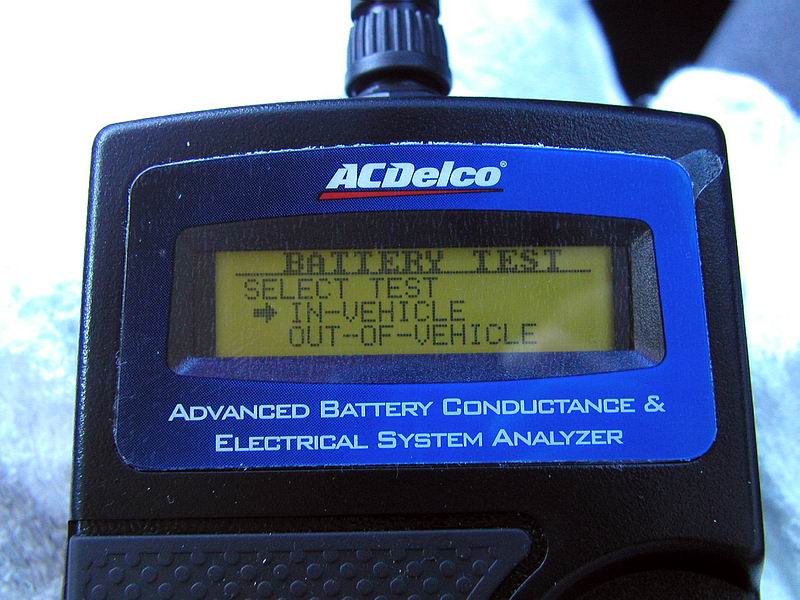 ACDelco®
BATTERY TEST
SELECT TEST
➡ IN-VEHICLE
OUT-OF-VEHICLE
ADVANCED BATTERY CONDUCTANCE &
ELECTRICAL SYSTEM ANALYZER